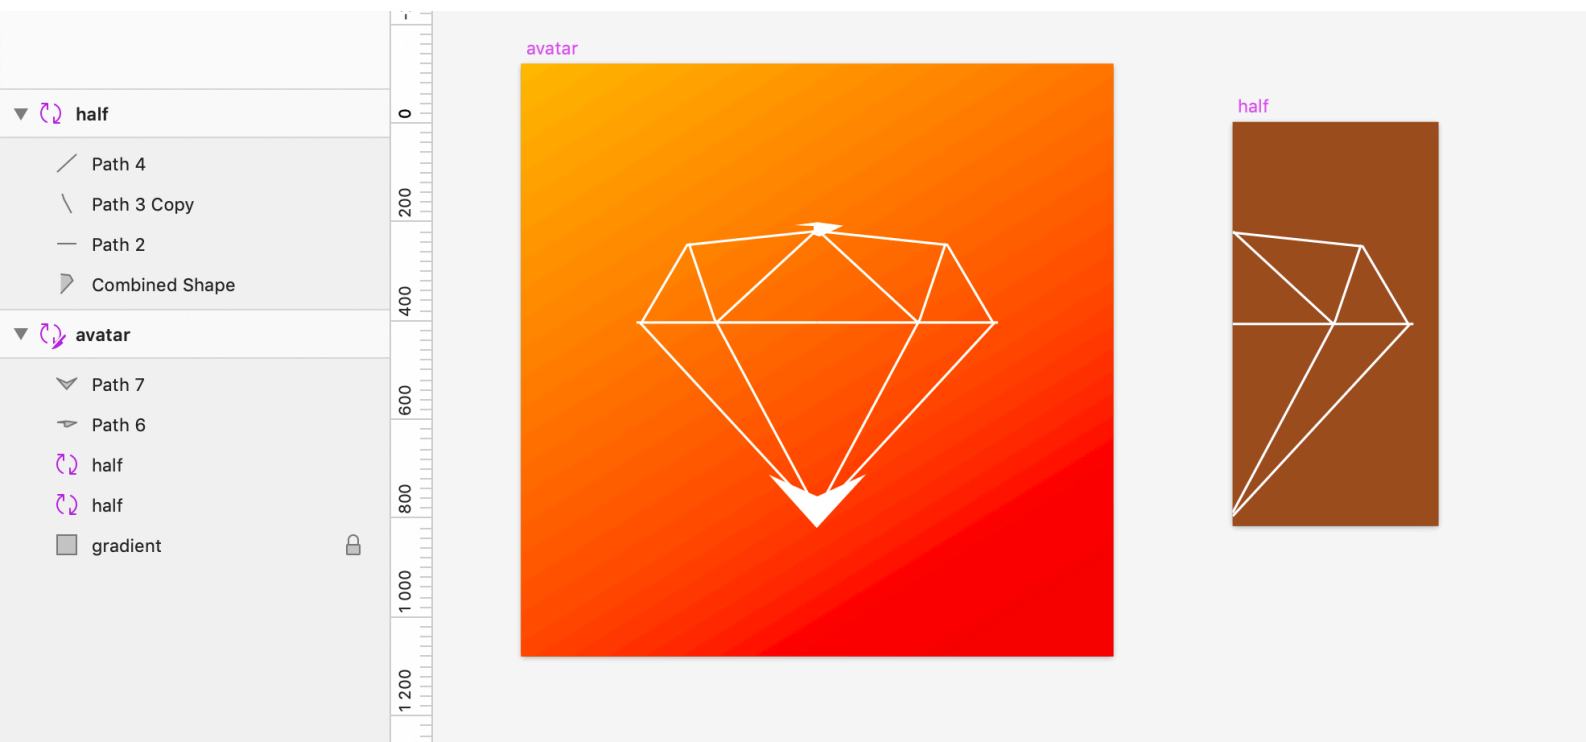 half
Path 4
Path 3 Copy
Path 2
Combined Shape
avatar
Path 7
Path 6
half
half
gradient
0
200
400
600
800
1 000
1 200
avatar
half